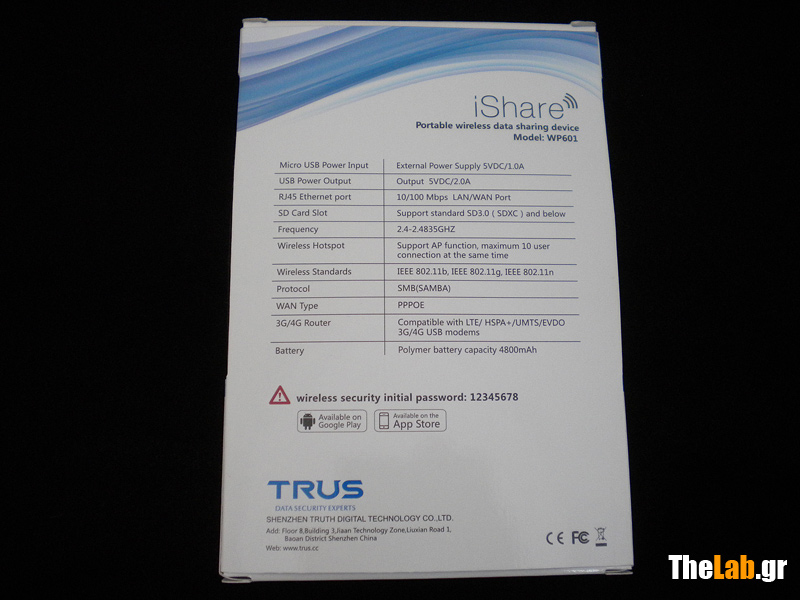 iShare
Portable wireless data sharing device
Model: WP601
Micro USB Power Input External Power Supply 5VDC/1.0A
USB Power Output Output 5VDC/2.0A
RJ45 Ethernet port 10/100 Mbps LAN/WAN Port
SD Card Slot Support standard SD3.0 ( SDXC ) and below
Frequency 2.4-2.4835GHZ
Wireless Hotspot Support AP function, maximum 10 user
connection at the same time
Wireless Standards IEEE 802.11b, IEEE 802.11g, IEEE 802.11n
Protocol SMB(SAMBA)
WAN Type PPPOE
3G/4G Router Compatible with LTE/ HSPA+/UMTS/EVDO
3G/4G USB modems
Battery Polymer battery capacity 4800mAh
wireless security initial password: 12345678
Available on
Google Play
Available on the
App Store
TRUS
DATA SECURITY EXPERTS
SHENZHEN TRUTH DIGITAL TECHNOLOGY CO.,LTD.
Add: Floor 8,Building 3,Jiaan Technology Zone,Liuxian Road 1,
Baoan District Shenzhen China
Web: www.trus.cc
CE FC
TheLab.gr